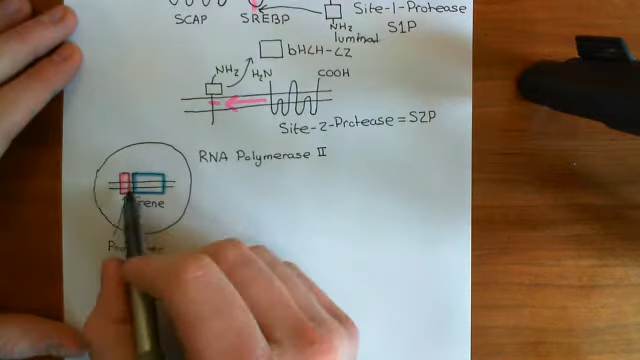 Site-1-Protease
SCAP
SREBP
NH2
S1P
luminal
bHLH-LZ
NH2
H2N
COOH
Site-2-Protease = S2P
RNA Polymerase II
Gene